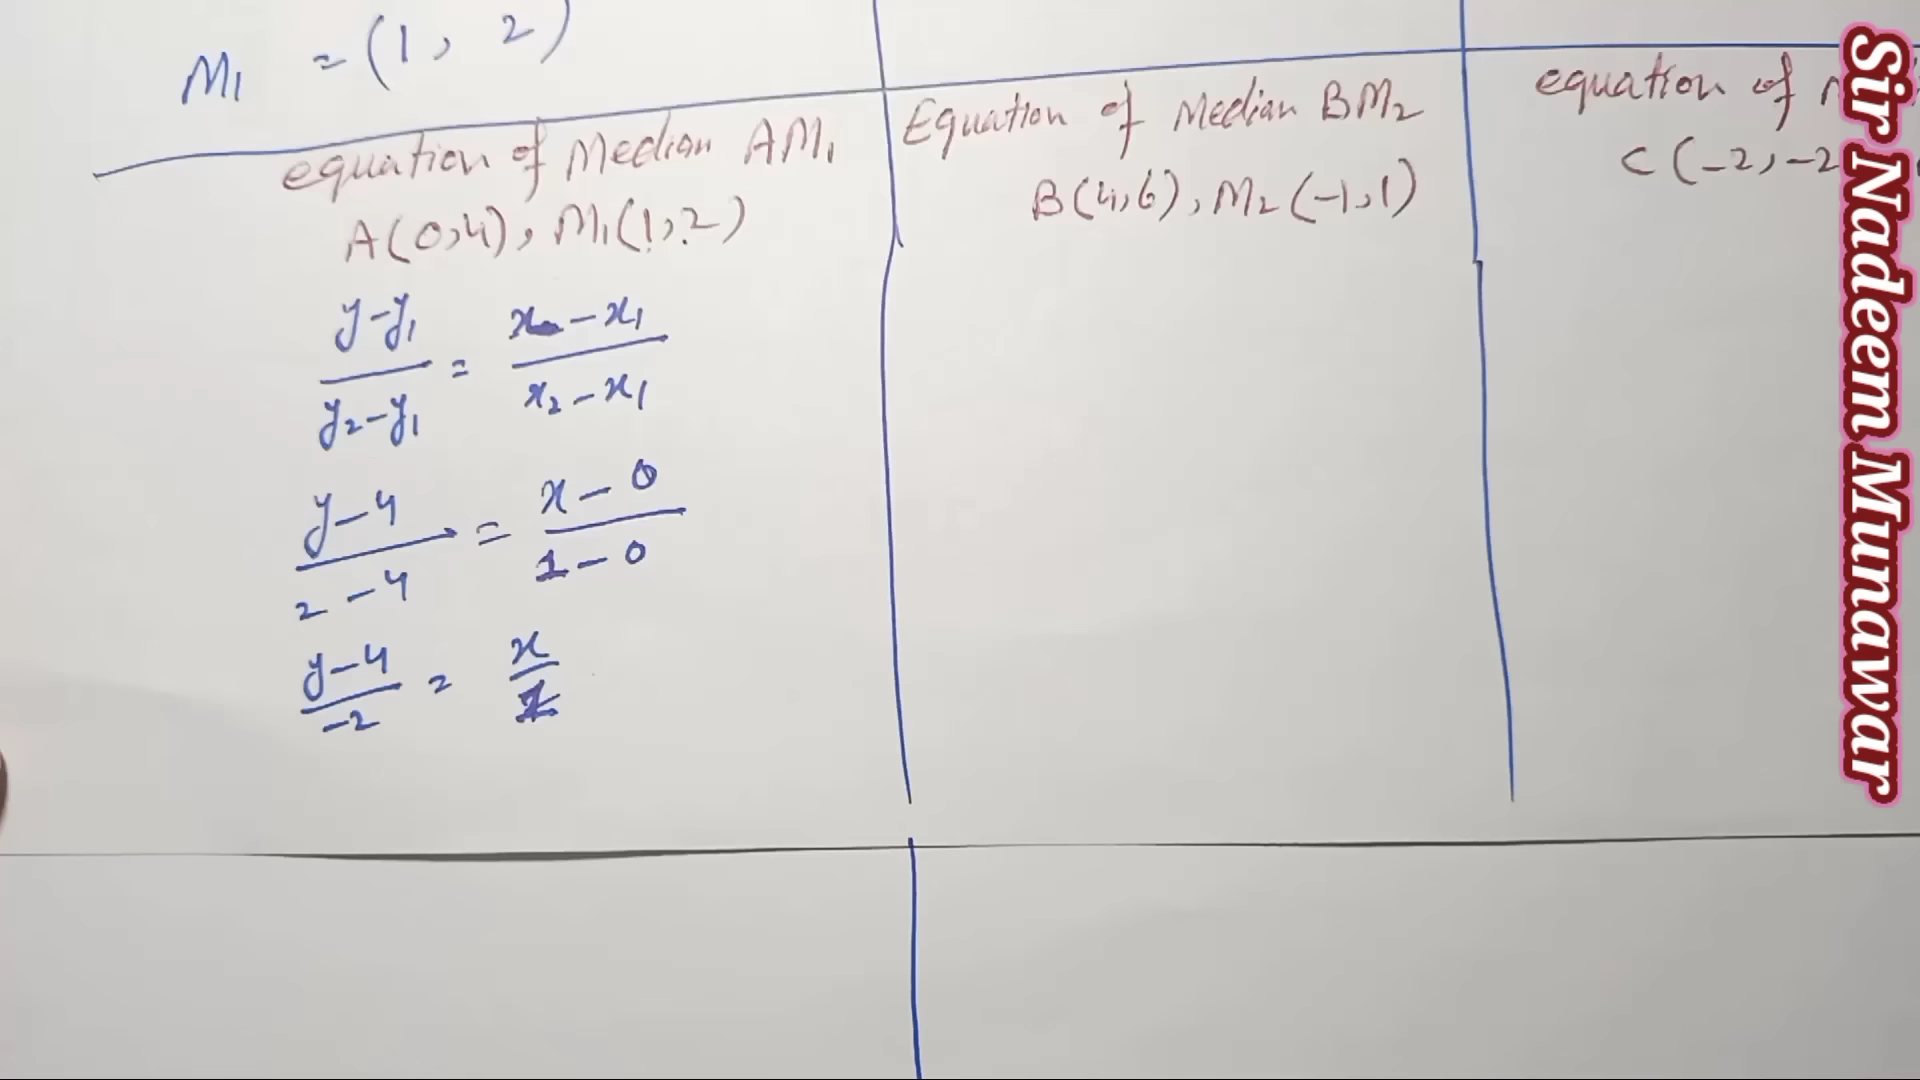 M₁ = (1, 2)
equation of Median AM₁
A(0,4), M₁(1,2)
y-y₁ / y₂-y₁ = x-x₁ / x₂-x₁
y-4 / 2-4 = x-0 / 1-0
y-4 / -2 = x / 1
Equation of Median BM₂
B(4,6), M₂(-1,1)
equation of
C(-2,-2
Sir Nadeem Munawar